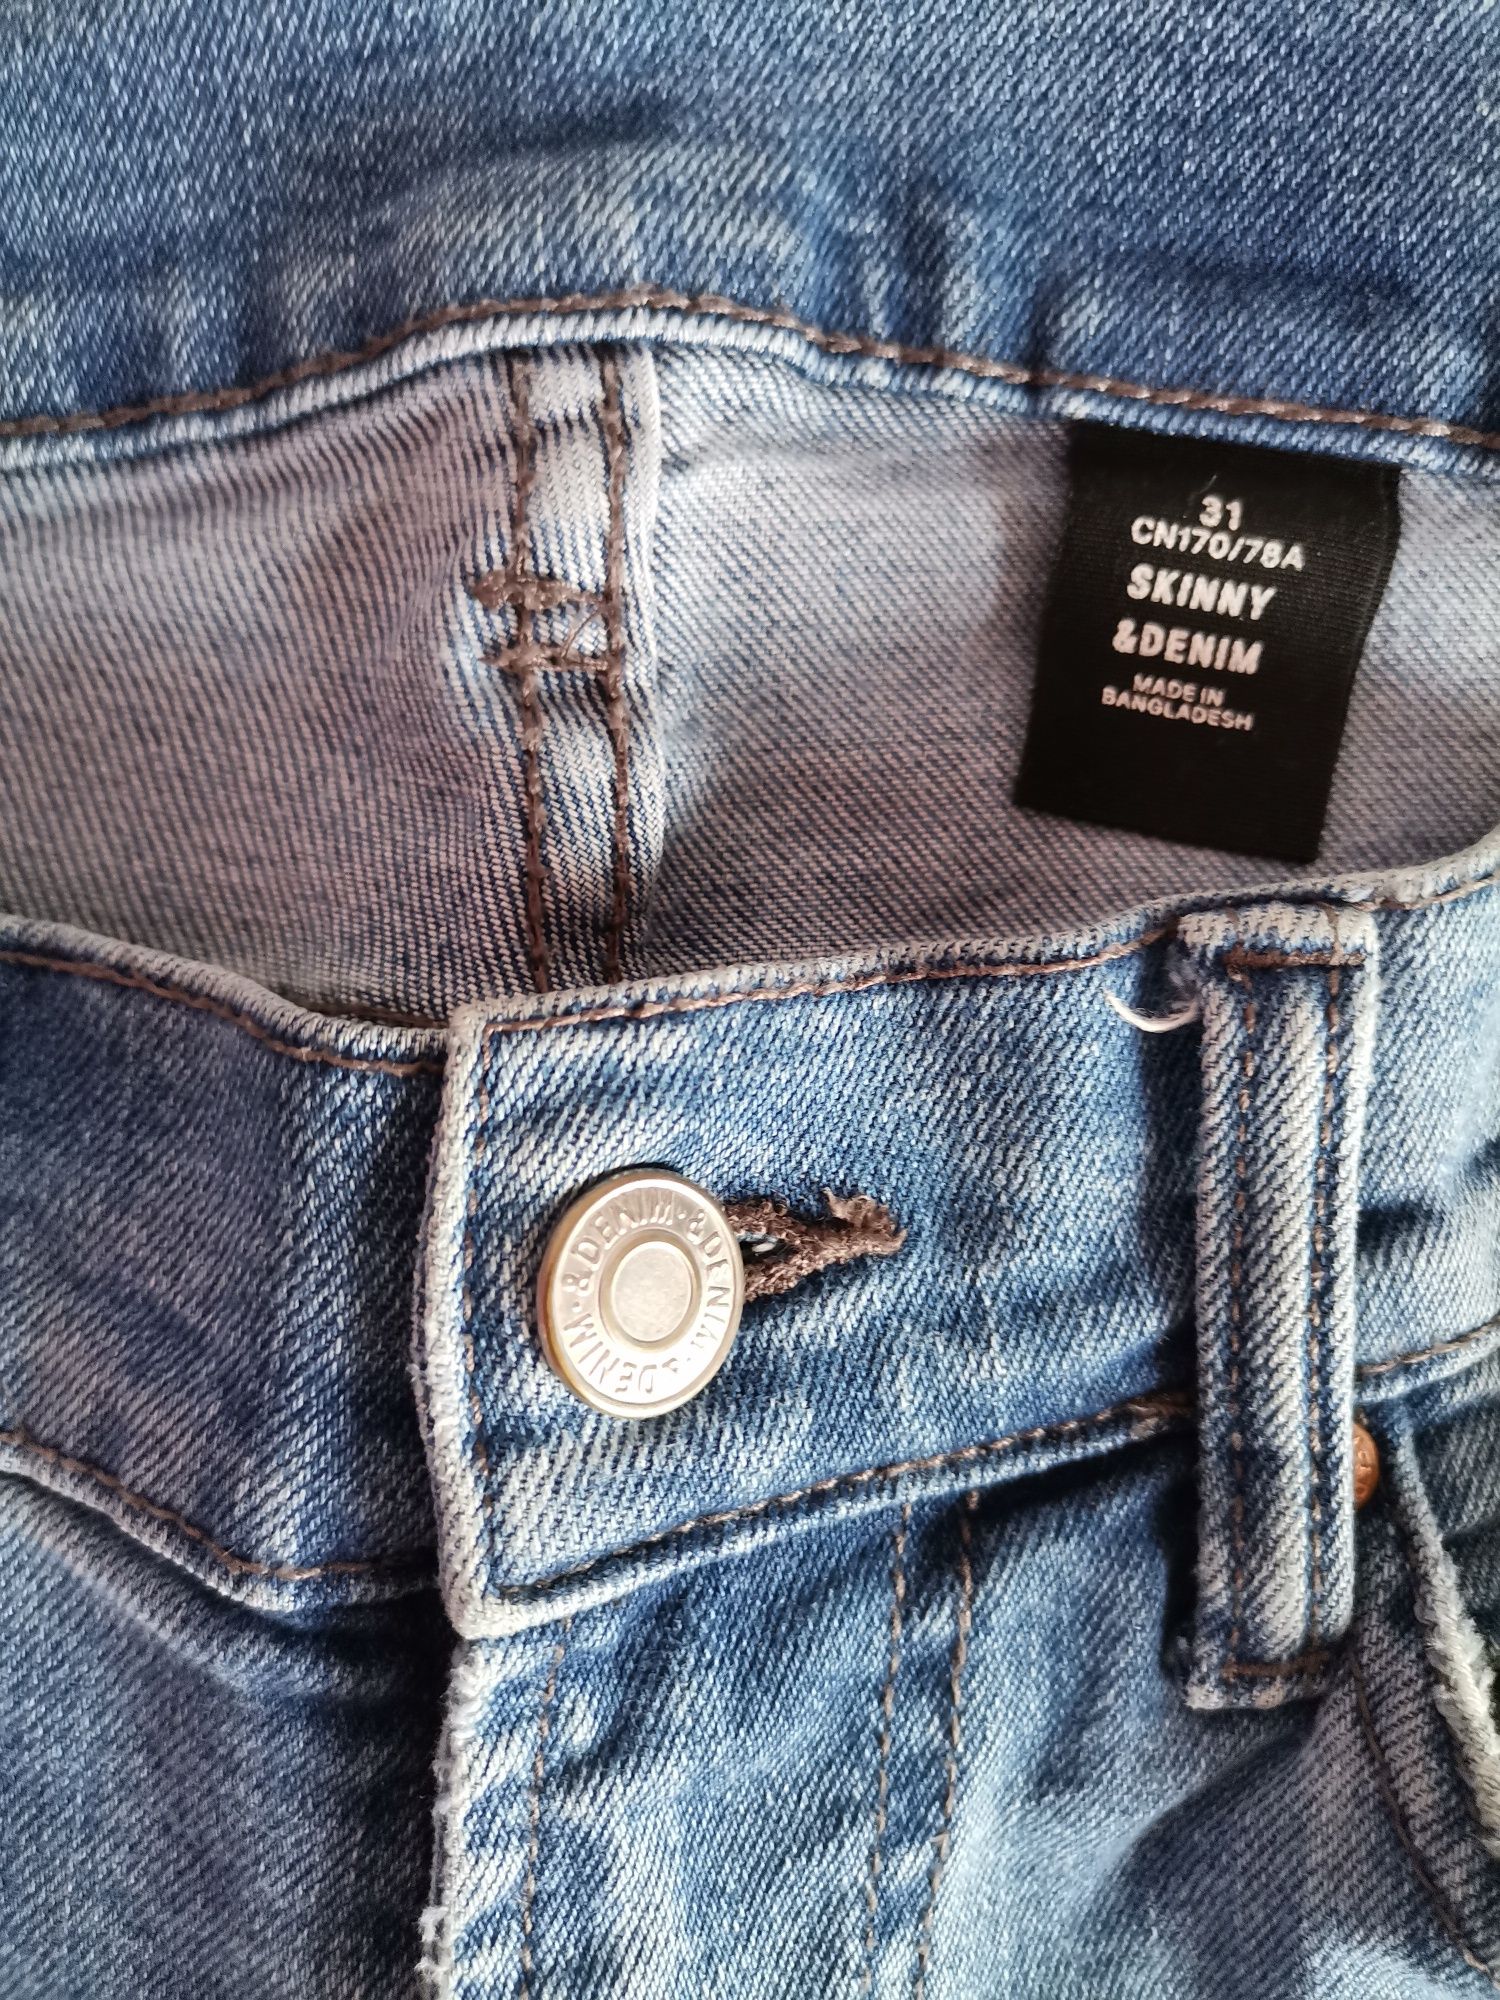 31
CN170/78A
SKINNY
&DENIM
MADE IN
BANGLADESH
&DENIM · &DENIM · &DENIM ·